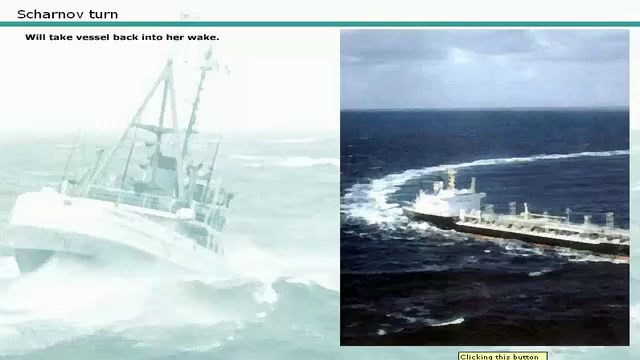 Scharnov turn
Will take vessel back into her wake.
Clicking this button